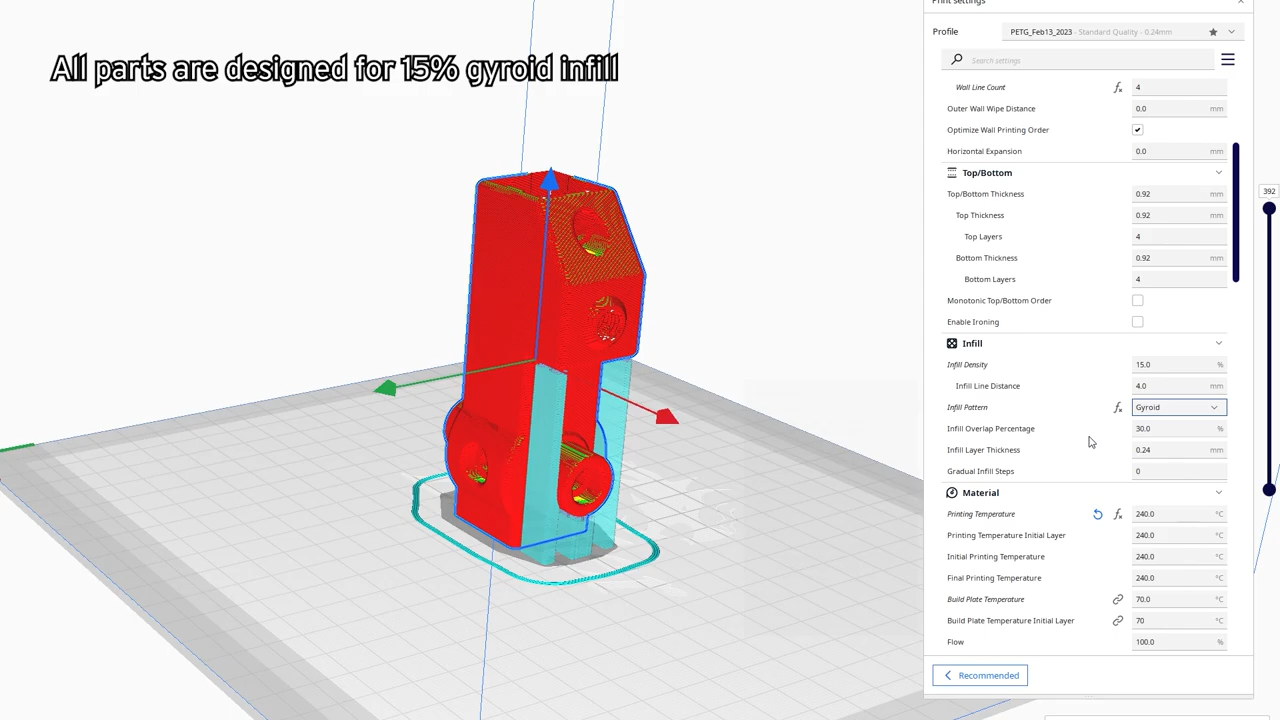 Print settings
Profile
PETG_Feb13_2023 - Standard Quality - 0.24mm
Search settings
All parts are designed for 15% gyroid infill
Wall Line Count 4
Outer Wall Wipe Distance 0.0 mm
Optimize Wall Printing Order
Horizontal Expansion 0.0 mm
Top/Bottom
Top/Bottom Thickness 0.92 mm
Top Thickness 0.92 mm
Top Layers 4
Bottom Thickness 0.92 mm
Bottom Layers 4
Monotonic Top/Bottom Order
Enable Ironing
Infill
Infill Density 15.0 %
Infill Line Distance 4.0 mm
Infill Pattern Gyroid
Infill Overlap Percentage 30.0 %
Infill Layer Thickness 0.24 mm
Gradual Infill Steps 0
Material
Printing Temperature 240.0 °C
Printing Temperature Initial Layer 240.0 °C
Initial Printing Temperature 240.0 °C
Final Printing Temperature 240.0 °C
Build Plate Temperature 70.0 °C
Build Plate Temperature Initial Layer 70 °C
Flow 100.0 %
Recommended
392